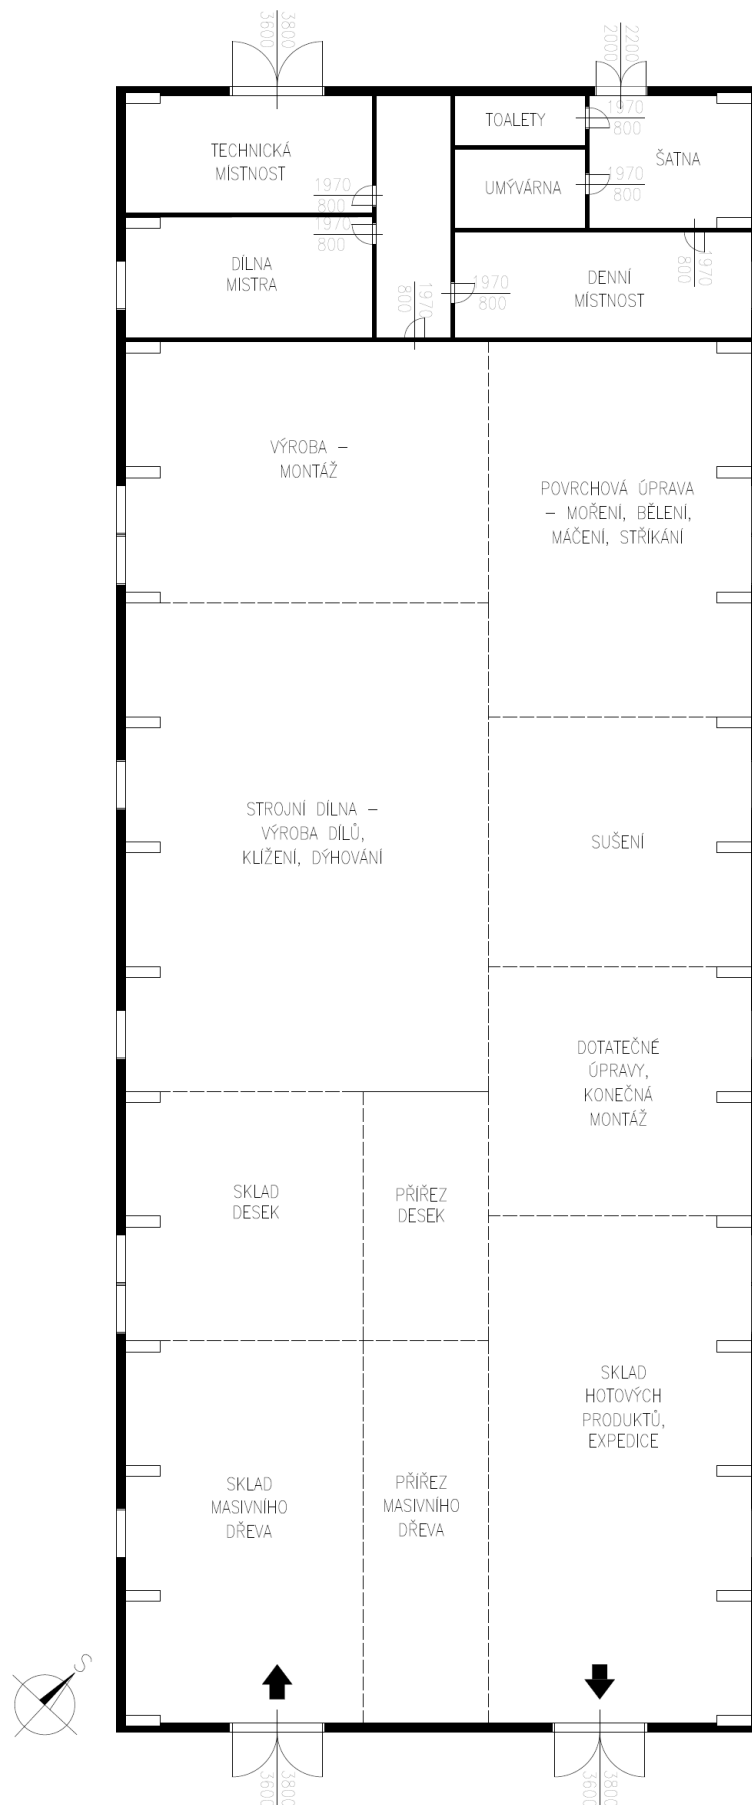 3800
3600
2200
2000
TECHNICKÁ
MÍSTNOST
TOALETY
1970
800
ŠATNA
UMÝVÁRNA
1970
800
1970
800
1970
800
DÍLNA
MISTRA
1970
800
1970
800
DENNÍ
MÍSTNOST
1970
800
VÝROBA –
MONTÁŽ
POVRCHOVÁ ÚPRAVA
– MOŘENÍ, BĚLENÍ,
MÁČENÍ, STŘÍKÁNÍ
STROJNÍ DÍLNA –
VÝROBA DÍLŮ,
KLÍŽENÍ, DÝHOVÁNÍ
SUŠENÍ
DOTATEČNÉ
ÚPRAVY,
KONEČNÁ
MONTÁŽ
SKLAD
DESEK
PŘÍŘEZ
DESEK
SKLAD
HOTOVÝCH
PRODUKTŮ,
EXPEDICE
SKLAD
MASIVNÍHO
DŘEVA
PŘÍŘEZ
MASIVNÍHO
DŘEVA
S
3800
3600
3800
3600